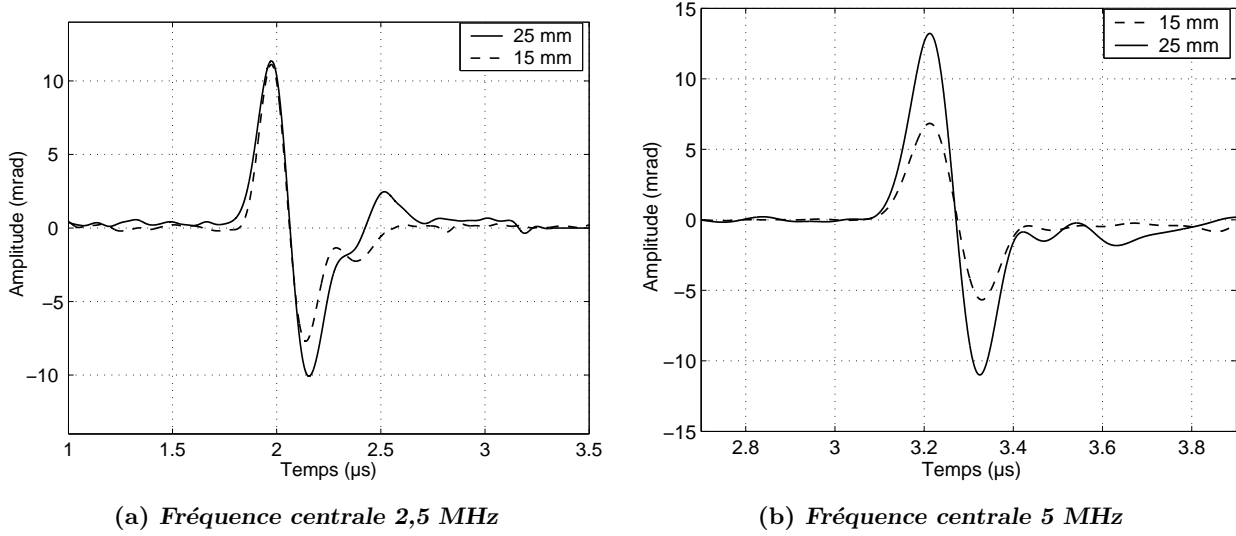 25 mm
15 mm
10
5
0
−5
−10
1
1.5
2
2.5
3
3.5
Amplitude (mrad)
Temps (µs)
(a) Fréquence centrale 2,5 MHz
15 mm
25 mm
15
10
5
0
−5
−10
−15
2.8
3
3.2
3.4
3.6
3.8
Amplitude (mrad)
Temps (µs)
(b) Fréquence centrale 5 MHz